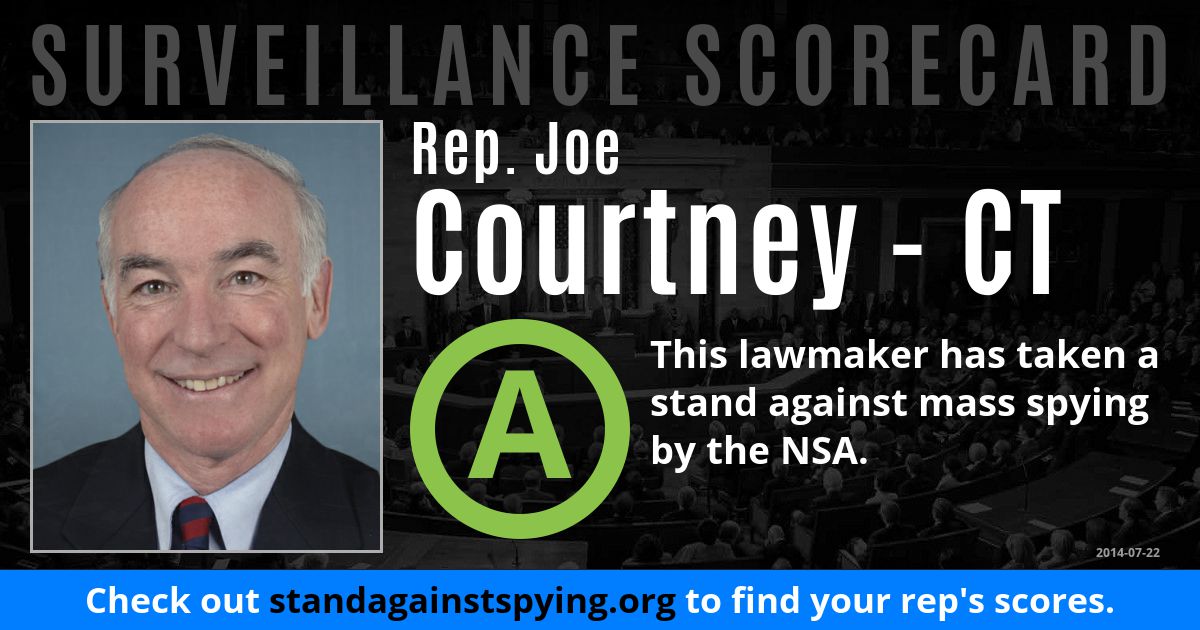 SURVEILLANCE SCORECARD
Rep. Joe
Courtney - CT
A
This lawmaker has taken a
stand against mass spying
by the NSA.
2014-07-22
Check out standagainstspying.org to find your rep's scores.